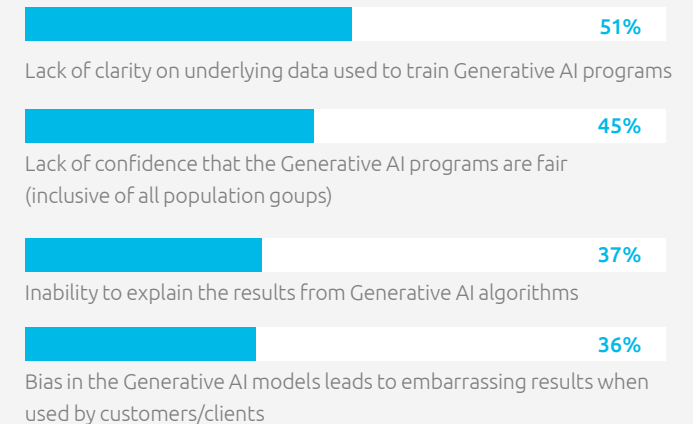 51%
Lack of clarity on underlying data used to train Generative AI programs
45%
Lack of confidence that the Generative AI programs are fair
(inclusive of all population goups)
37%
Inability to explain the results from Generative AI algorithms
36%
Bias in the Generative AI models leads to embarrassing results when
used by customers/clients